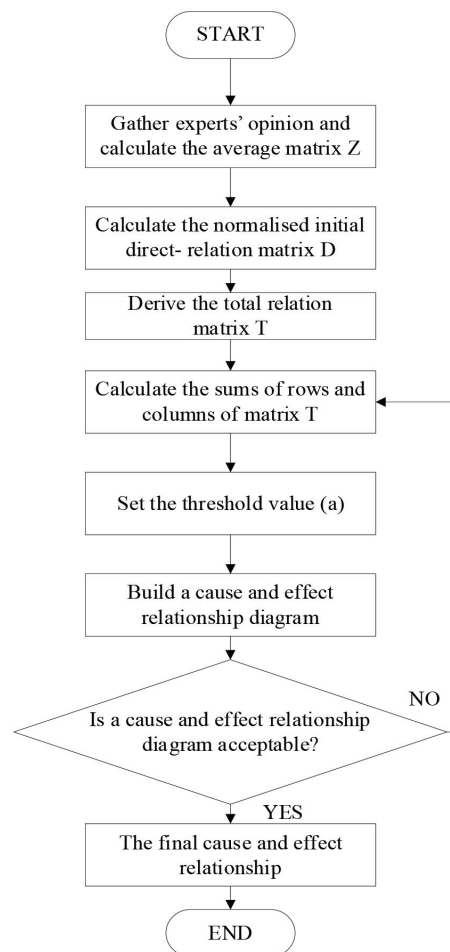 START
Gather experts’ opinion and
calculate the average matrix Z
Calculate the normalised initial
direct- relation matrix D
Derive the total relation
matrix T
Calculate the sums of rows and
columns of matrix T
Set the threshold value (a)
Build a cause and effect
relationship diagram
NO
Is a cause and effect relationship
diagram acceptable?
YES
The final cause and effect
relationship
END